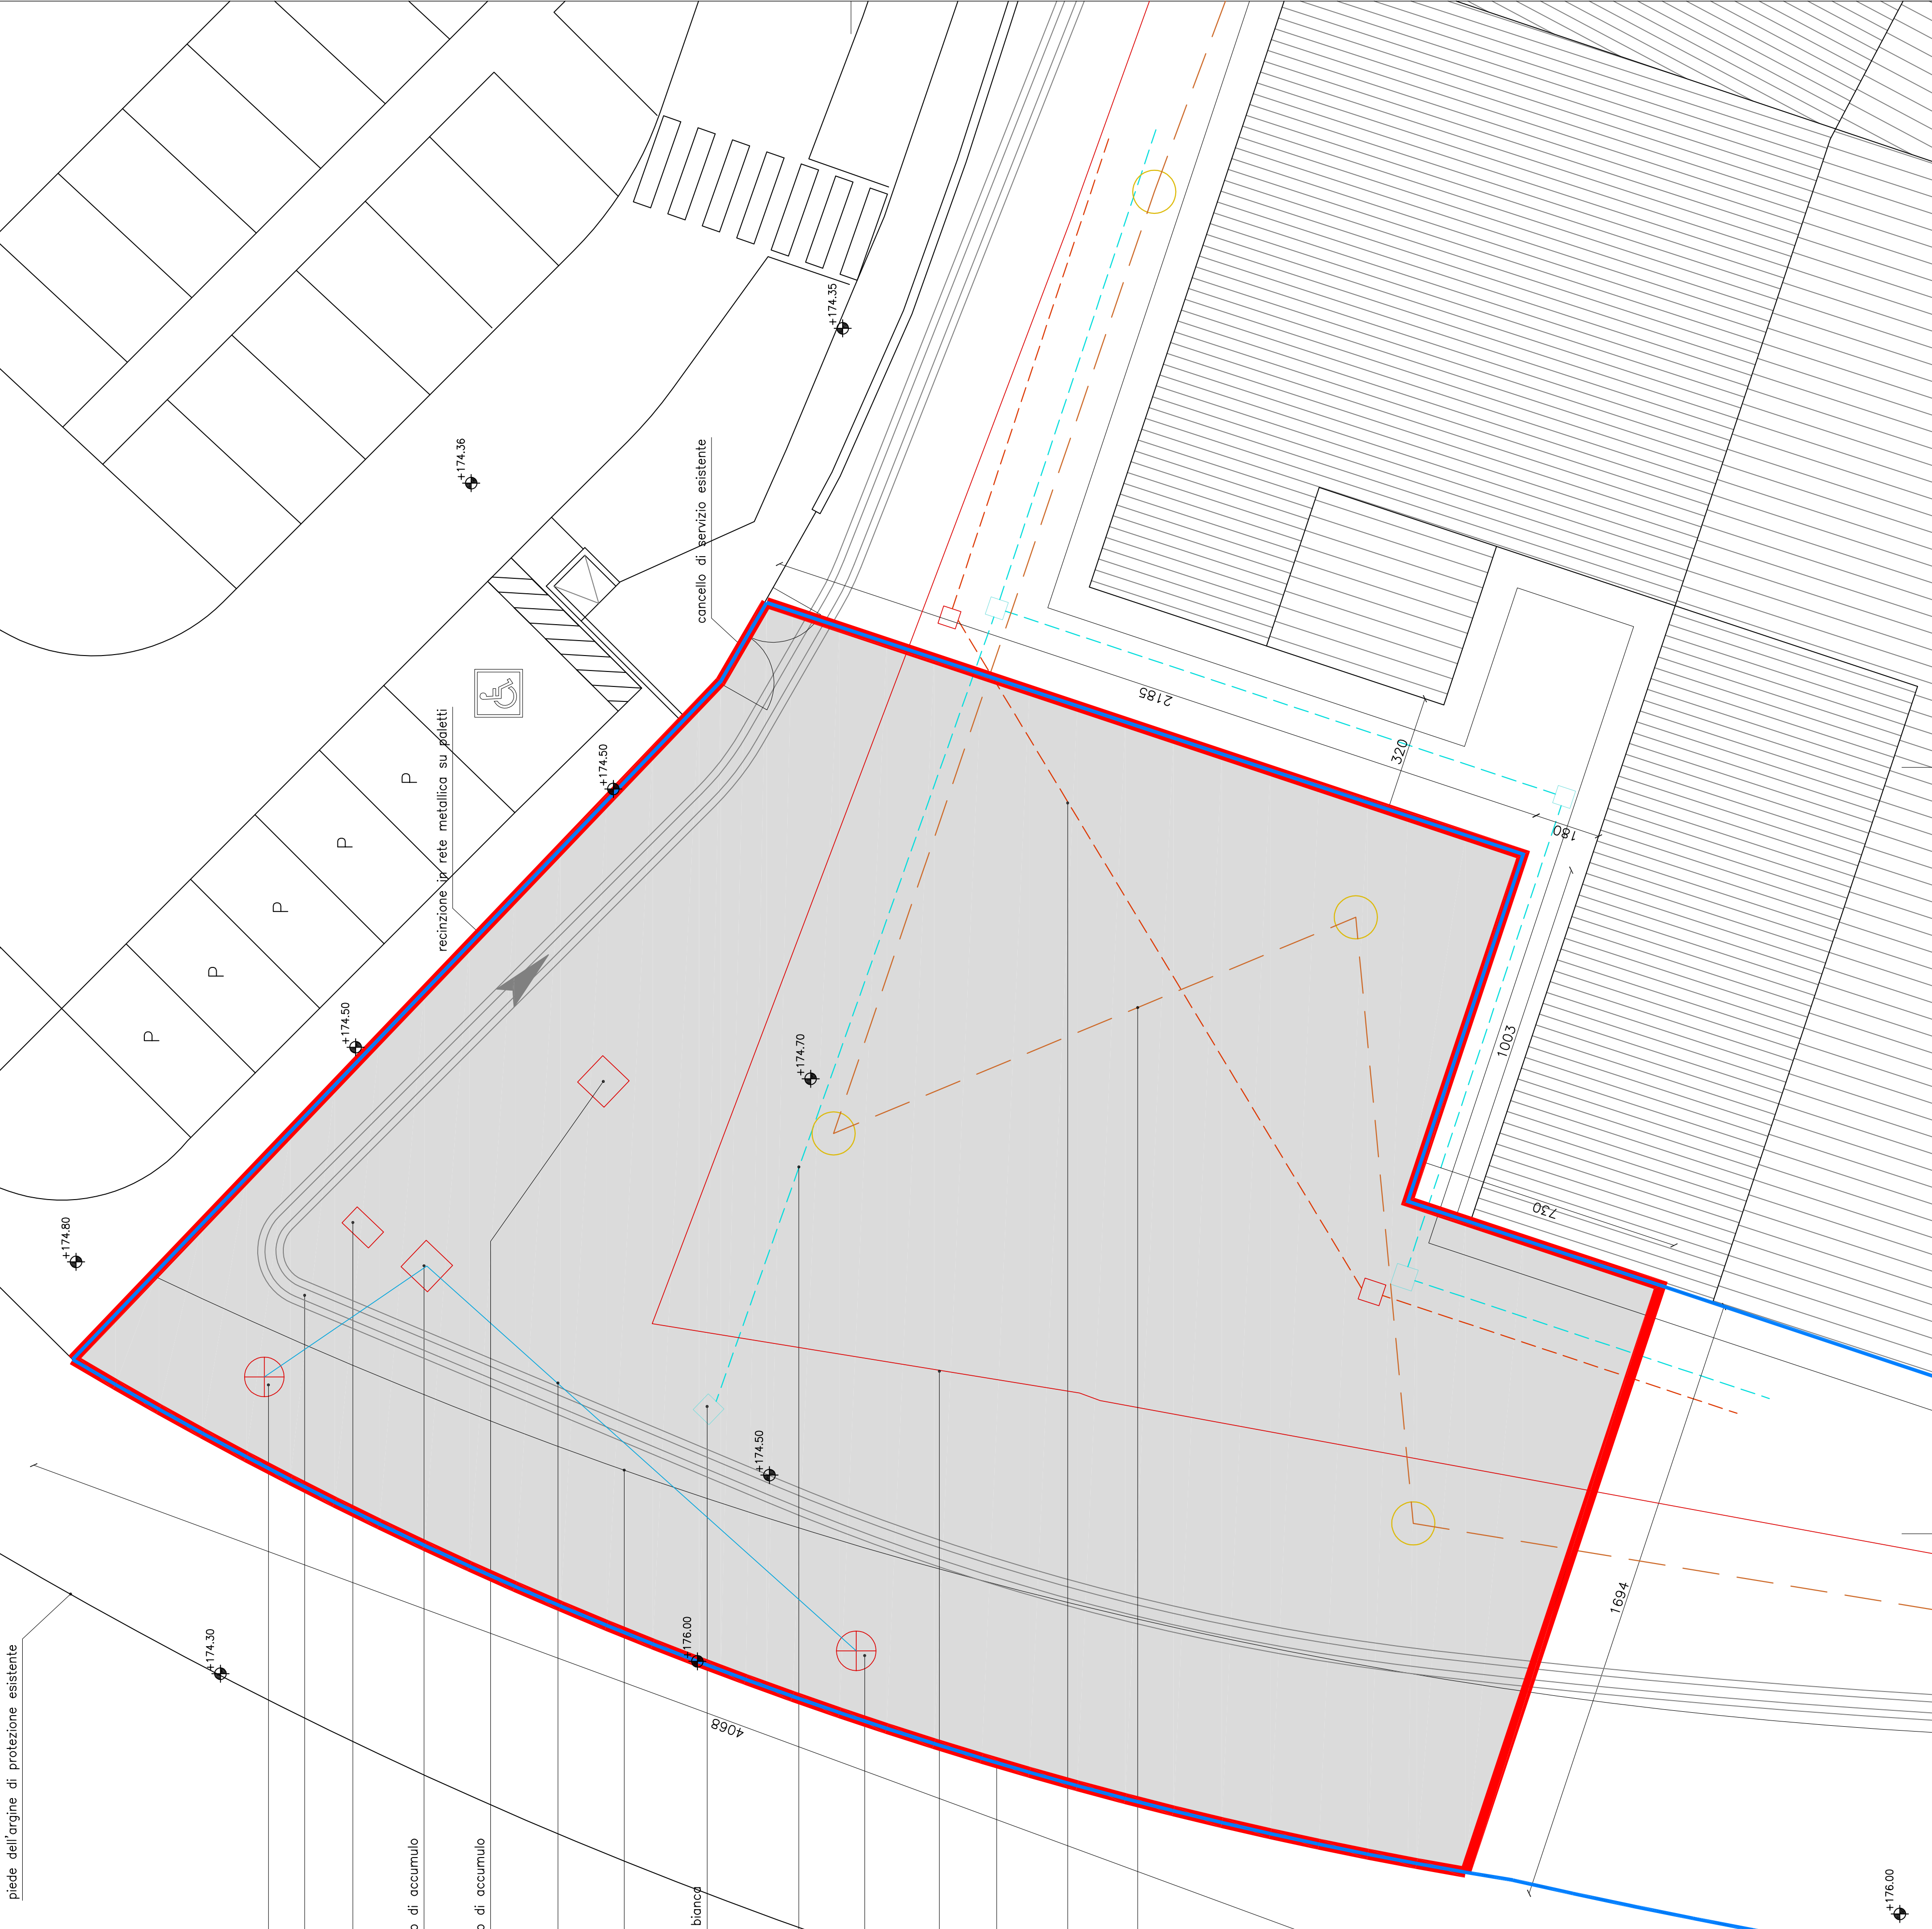 +174.35
+174.36
cancello di servizio esistente
recinzione in rete metallica su paletti
+174.50
P
P
P
P
P
+174.50
+174.80
2185
320
180
1003
730
+174.70
+174.50
1694
4068
+176.00
+174.30
piede dell'argine di protezione esistente
o di accumulo
o di accumulo
bianca
+176.00